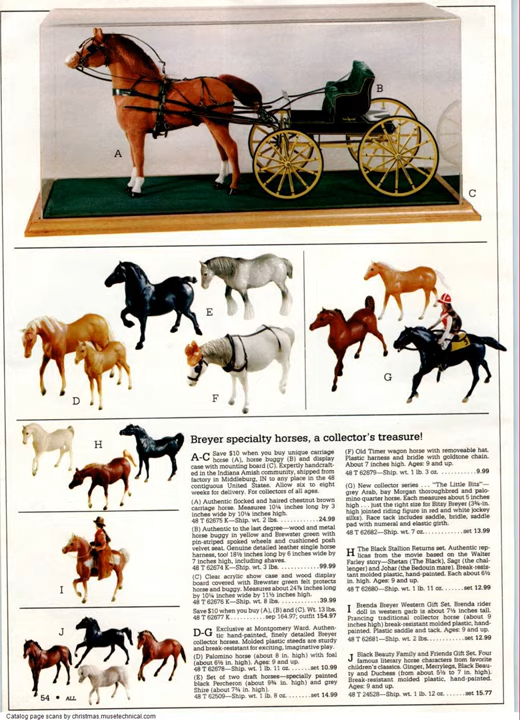 A
B
C
D
E
F
G
H
I
Breyer specialty horses, a collector's treasure!
A-C Save $10 when you buy unique carriage
horse (A), horse buggy (B) and display
case with mounting board (C). Expertly handcraft-
ed in the Indiana Amish community, shipped from
factory in Middleburg, IN to any place in the 48
contiguous United States. Allow six to eight
weeks for delivery. For collectors of all ages.
(A) Authentic flocked and haired chestnut brown
carriage horse. Measures 10¼ inches long by 3
inches wide by 10¼ inches high.
48 T 62675 K—Ship. wt. 2 lbs. ............24.99
(B) Authentic to the last degree—wood and metal
horse buggy in yellow and Brewster green with
pin-striped spoked wheels and cushioned posh
velvet seat. Genuine detailed leather single horse
harness, too! 18½ inches long by 6 inches wide by
7 inches high, including shaves.
48 T 62674 K—Ship. wt. 3 lbs. ............99.99
(C) Clear acrylic show case and wood display
board covered with Brewster green felt protects
horse and buggy. Measures about 24⅞ inches long
by 10¼ inches wide by 11½ inches high.
48 T 62676 K—Ship. wt. 8 lbs. ............39.99
Save $10 when you buy (A), (B) and (C). Wt. 13 lbs.
48 T 62677 K ............sep 164.97; outfit 154.97
D-G Exclusive at Montgomery Ward. Authen-
tic hand-painted, finely detailed Breyer
collector horses. Molded plastic steeds are sturdy
and break-resistant for exciting, imaginative play.
(D) Palomino horse (about 8 in. high) with foal
(about 6½ in. high). Ages: 9 and up.
48 T 62678—Ship. wt. 1 lb. 11 oz. ......set 10.99
(E) Set of two draft horses—specially painted
black Percheron (about 9¾ in. high) and grey
Shire (about 7¾ in. high).
48 T 62509—Ship. wt. 1 lb. 8 oz. ......set 14.99
(F) Old Timer wagon horse with removeable hat.
Plastic harness and bridle with goldtone chain.
About 7 inches high. Ages: 9 and up.
48 T 62879—Ship. wt. 1 lb. 3 oz. ............9.99
(G) New collector series . . . "The Little Bits"—
grey Arab, bay Morgan thoroughbred and palo-
mino quarter horse. Each measures about 5 inches
high . . . just the right size for Bitsy Breyer (3¾-in.
high jointed riding figure in red and white jockey
silks). Race tack includes saddle, bridle, saddle
pad with numeral and elastic girth.
48 T 62682—Ship. wt. 7 oz. ............set 13.99
H The Black Stallion Returns set. Authentic rep-
licas from the movie based on the Walter
Farley story—Shetan (The Black), Sagr (the chal-
lenger) and Johar (the Bedouin mare). Break-resis-
tant molded plastic, hand-painted. Each about 6½
in. high. Ages: 9 and up.
48 T 62680—Ship. wt. 1 lb. 11 oz. ......set 12.99
I Brenda Breyer Western Gift Set. Brenda rider
doll in western garb is about 7½ inches tall.
Prancing traditional collector horse (about 9
inches high) break-resistant molded plastic, hand-
painted. Plastic saddle and tack. Ages: 9 and up.
48 T 62681—Ship. wt. 2 lbs. ............set 12.99
J Black Beauty Family and Friends Gift Set. Four
famous literary horse characters from favorite
children's classics. Ginger, Merrylegs, Black Beau-
ty and Duchess (from about 5½ to 7 in. high).
Break-resistant molded plastic, hand-painted.
Ages: 9 and up.
48 T 24528—Ship. wt. 1 lb. 12 oz. ......set 15.77
54 • ALL
Catalog page scans by christmas.musetechnical.com